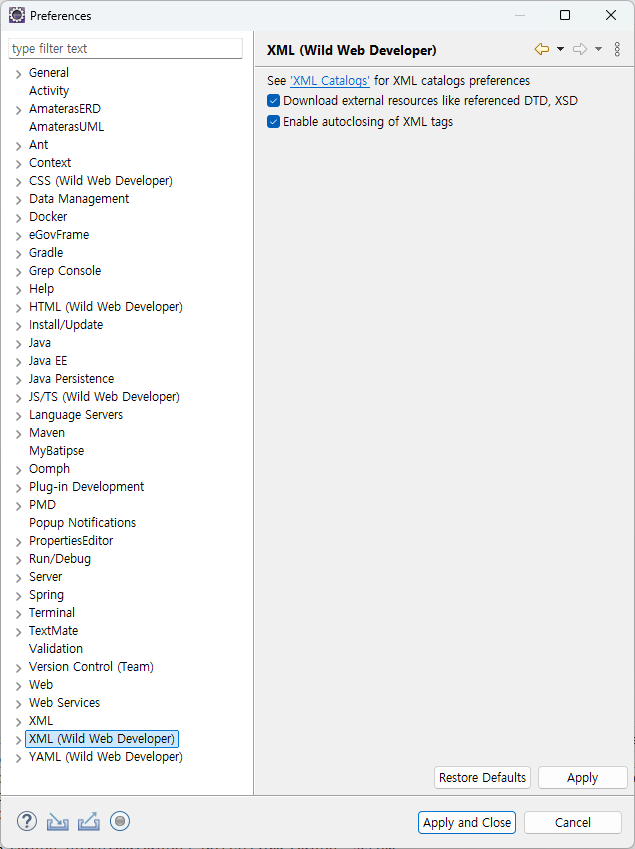 Preferences
type filter text
General
Activity
AmaterasERD
AmaterasUML
Ant
Context
CSS (Wild Web Developer)
Data Management
Docker
eGovFrame
Gradle
Grep Console
Help
HTML (Wild Web Developer)
Install/Update
Java
Java EE
Java Persistence
JS/TS (Wild Web Developer)
Language Servers
Maven
MyBatipse
Oomph
Plug-in Development
PMD
Popup Notifications
PropertiesEditor
Run/Debug
Server
Spring
Terminal
TextMate
Validation
Version Control (Team)
Web
Web Services
XML
XML (Wild Web Developer)
YAML (Wild Web Developer)
XML (Wild Web Developer)
See 'XML Catalogs' for XML catalogs preferences
Download external resources like referenced DTD, XSD
Enable autoclosing of XML tags
Restore Defaults
Apply
Apply and Close
Cancel